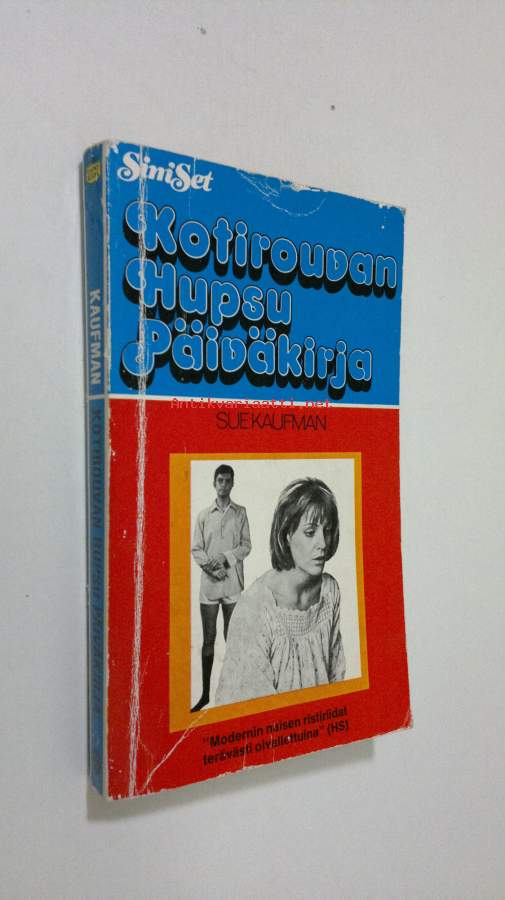 SiniSet
Kotirouvan
Hupsu
Päiväkirja
Antikvariaatti.net
SUE KAUFMAN
"Modernin naisen ristiriidat
terävästi oivallettuina" (HS)
KAUFMAN / KOTIROUVAN HUPSU PÄIVÄKIRJA